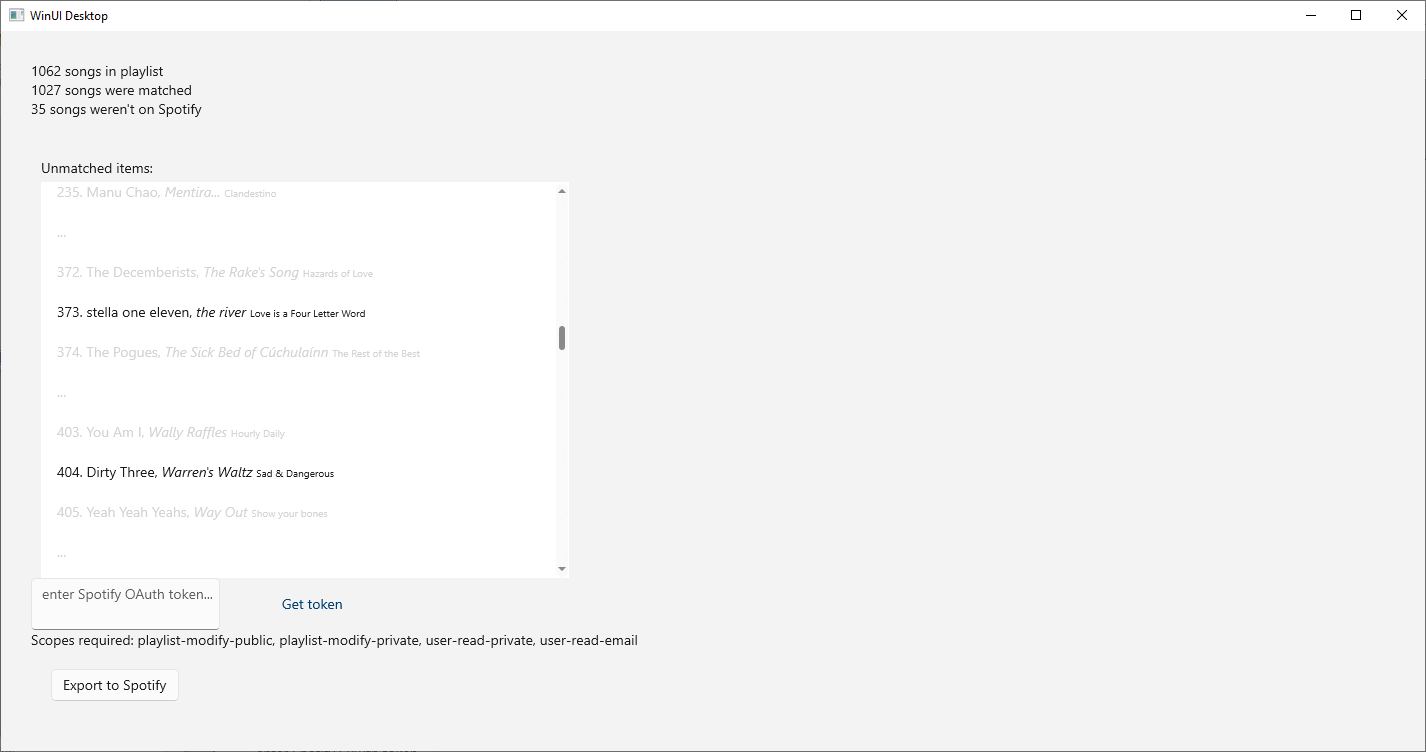 WinUI Desktop
1062 songs in playlist
1027 songs were matched
35 songs weren't on Spotify
Unmatched items:
235. Manu Chao, Mentira... Clandestino
...
372. The Decemberists, The Rake's Song Hazards of Love
373. stella one eleven, the river Love is a Four Letter Word
374. The Pogues, The Sick Bed of Cúchulaínn The Rest of the Best
...
403. You Am I, Wally Raffles Hourly Daily
404. Dirty Three, Warren's Waltz Sad & Dangerous
405. Yeah Yeah Yeahs, Way Out Show your bones
...
enter Spotify OAuth token... Get token
Scopes required: playlist-modify-public, playlist-modify-private, user-read-private, user-read-email
Export to Spotify